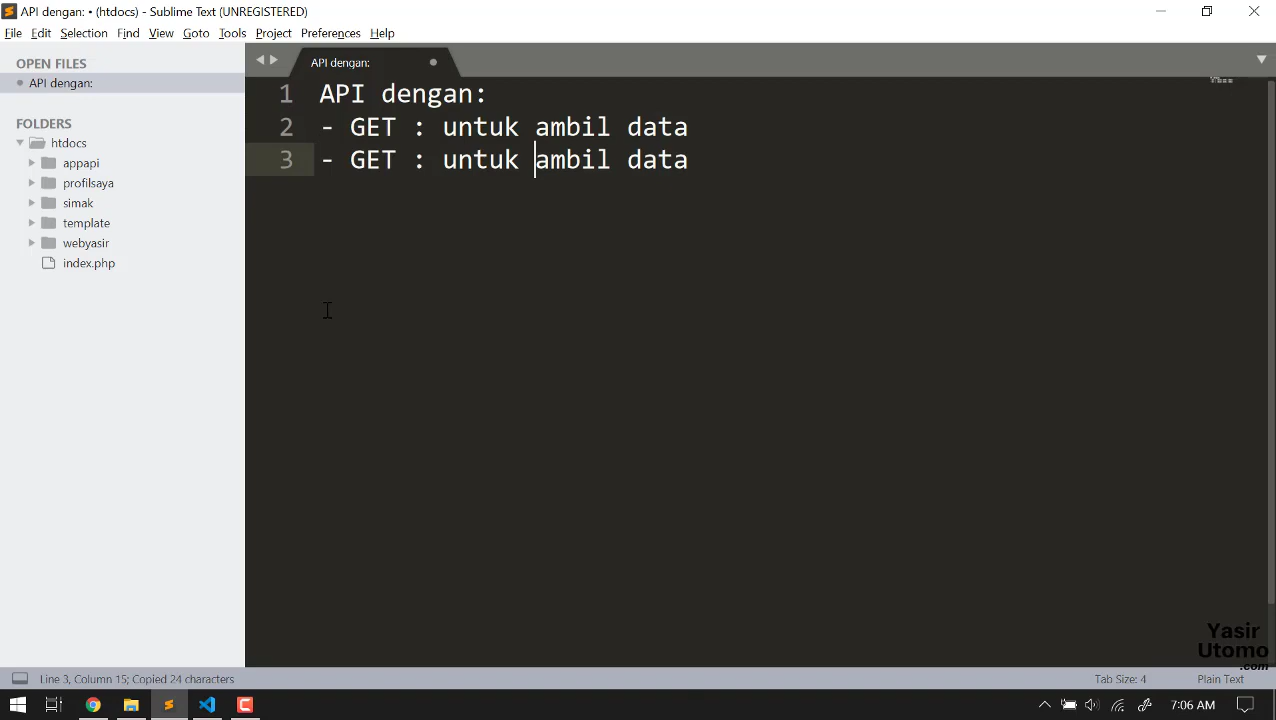 API dengan: • (htdocs) - Sublime Text (UNREGISTERED)
File Edit Selection Find View Goto Tools Project Preferences Help
OPEN FILES
API dengan:
FOLDERS
htdocs
appapi
profilsaya
simak
template
webyasir
index.php
API dengan:
1 API dengan:
2 - GET : untuk ambil data
3 - GET : untuk ambil data
Yasir
Utomo
.com
Line 3, Column 15; Copied 24 characters
Tab Size: 4
Plain Text
7:06 AM